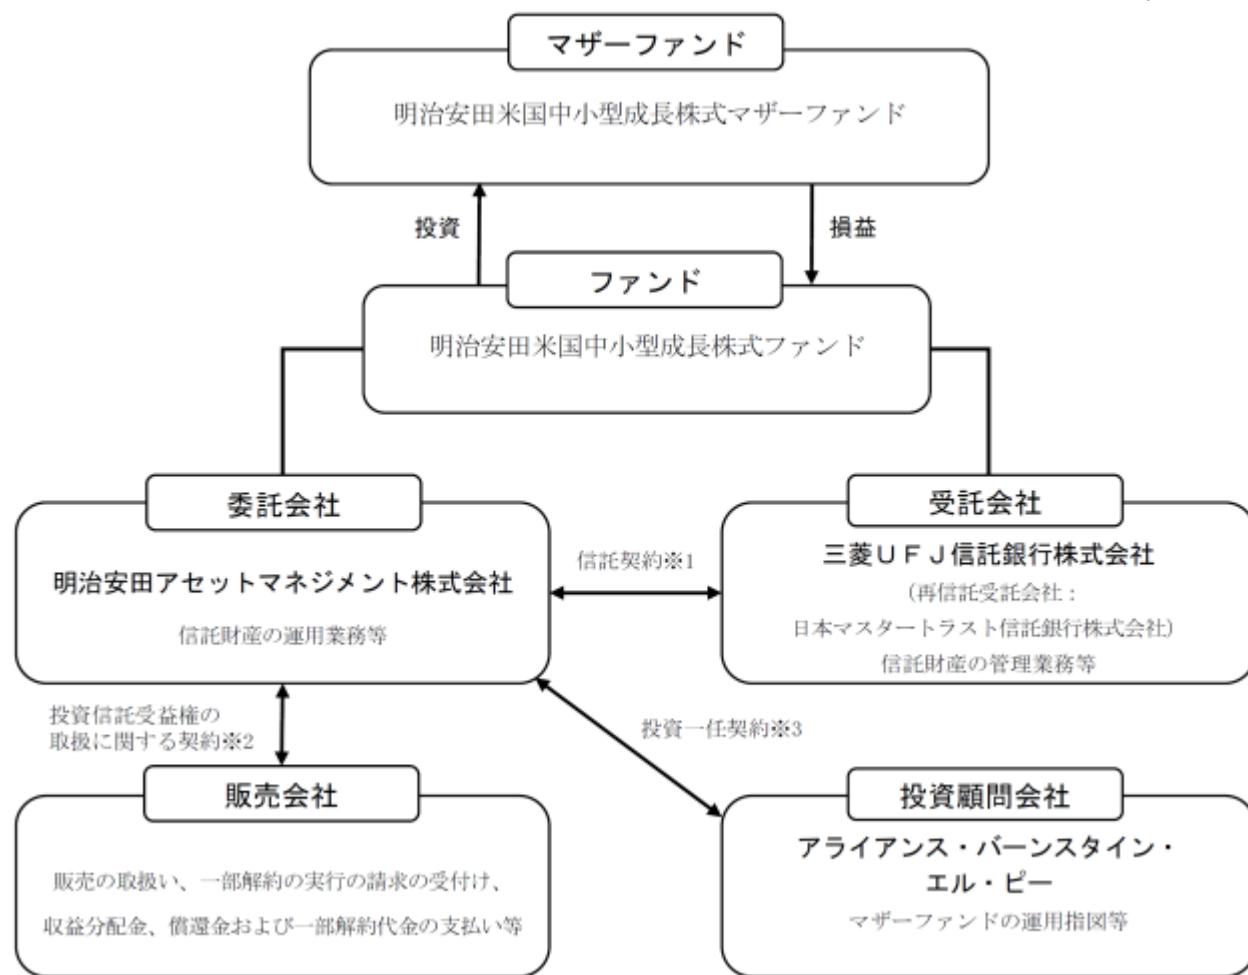 マザーファンド
明治安田米国中小型成長株式マザーファンド
投資
損益
ファンド
明治安田米国中小型成長株式ファンド
委託会社
明治安田アセットマネジメント株式会社
信託財産の運用業務等
信託契約※1
受託会社
三菱ＵＦＪ信託銀行株式会社
(再信託受託会社：
日本マスタートラスト信託銀行株式会社)
信託財産の管理業務等
投資信託受益権の
取扱に関する契約※2
投資一任契約※3
販売会社
販売の取扱い、一部解約の実行の請求の受付け、
収益分配金、償還金および一部解約代金の支払い等
投資顧問会社
アライアンス・バーンスタイン・
エル・ピー
マザーファンドの運用指図等